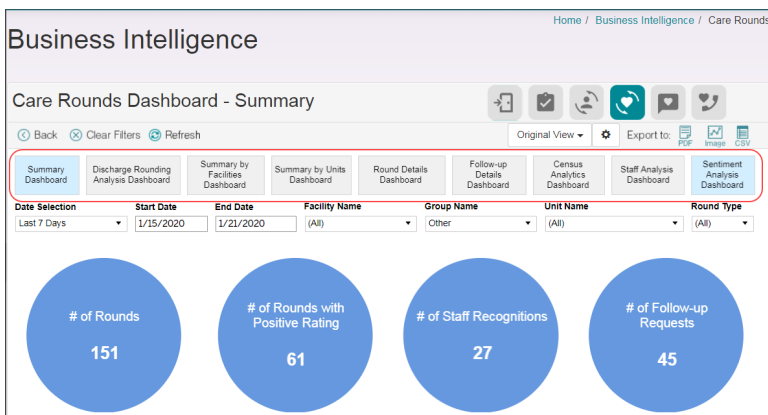 Home / Business Intelligence / Care Rounds
Business Intelligence
Care Rounds Dashboard - Summary
Back Clear Filters Refresh Original View Export to: PDF Image CSV
Summary Dashboard
Discharge Rounding Analysis Dashboard
Summary by Facilities Dashboard
Summary by Units Dashboard
Round Details Dashboard
Follow-up Details Dashboard
Census Analytics Dashboard
Staff Analysis Dashboard
Sentiment Analysis Dashboard
Date Selection Start Date End Date Facility Name Group Name Unit Name Round Type
Last 7 Days 1/15/2020 1/21/2020 (All) Other (All) (All)
# of Rounds
151
# of Rounds with
Positive Rating
61
# of Staff Recognitions
27
# of Follow-up
Requests
45